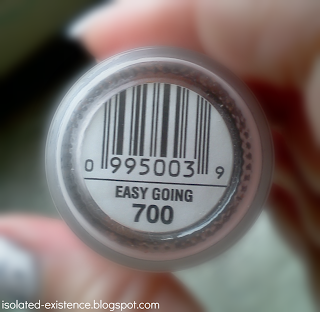 0 995003 9
EASY GOING
700
isolated-existence.blogspot.com